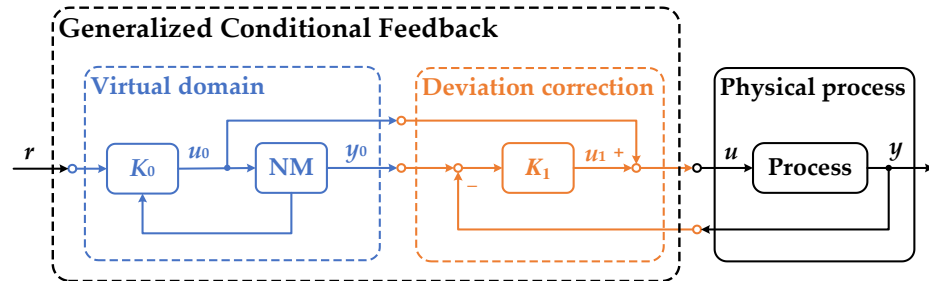 Generalized Conditional Feedback
Virtual domain
Deviation correction
Physical process
r
K0
u0
NM
y0
K1
u1 +
−
u
Process
y